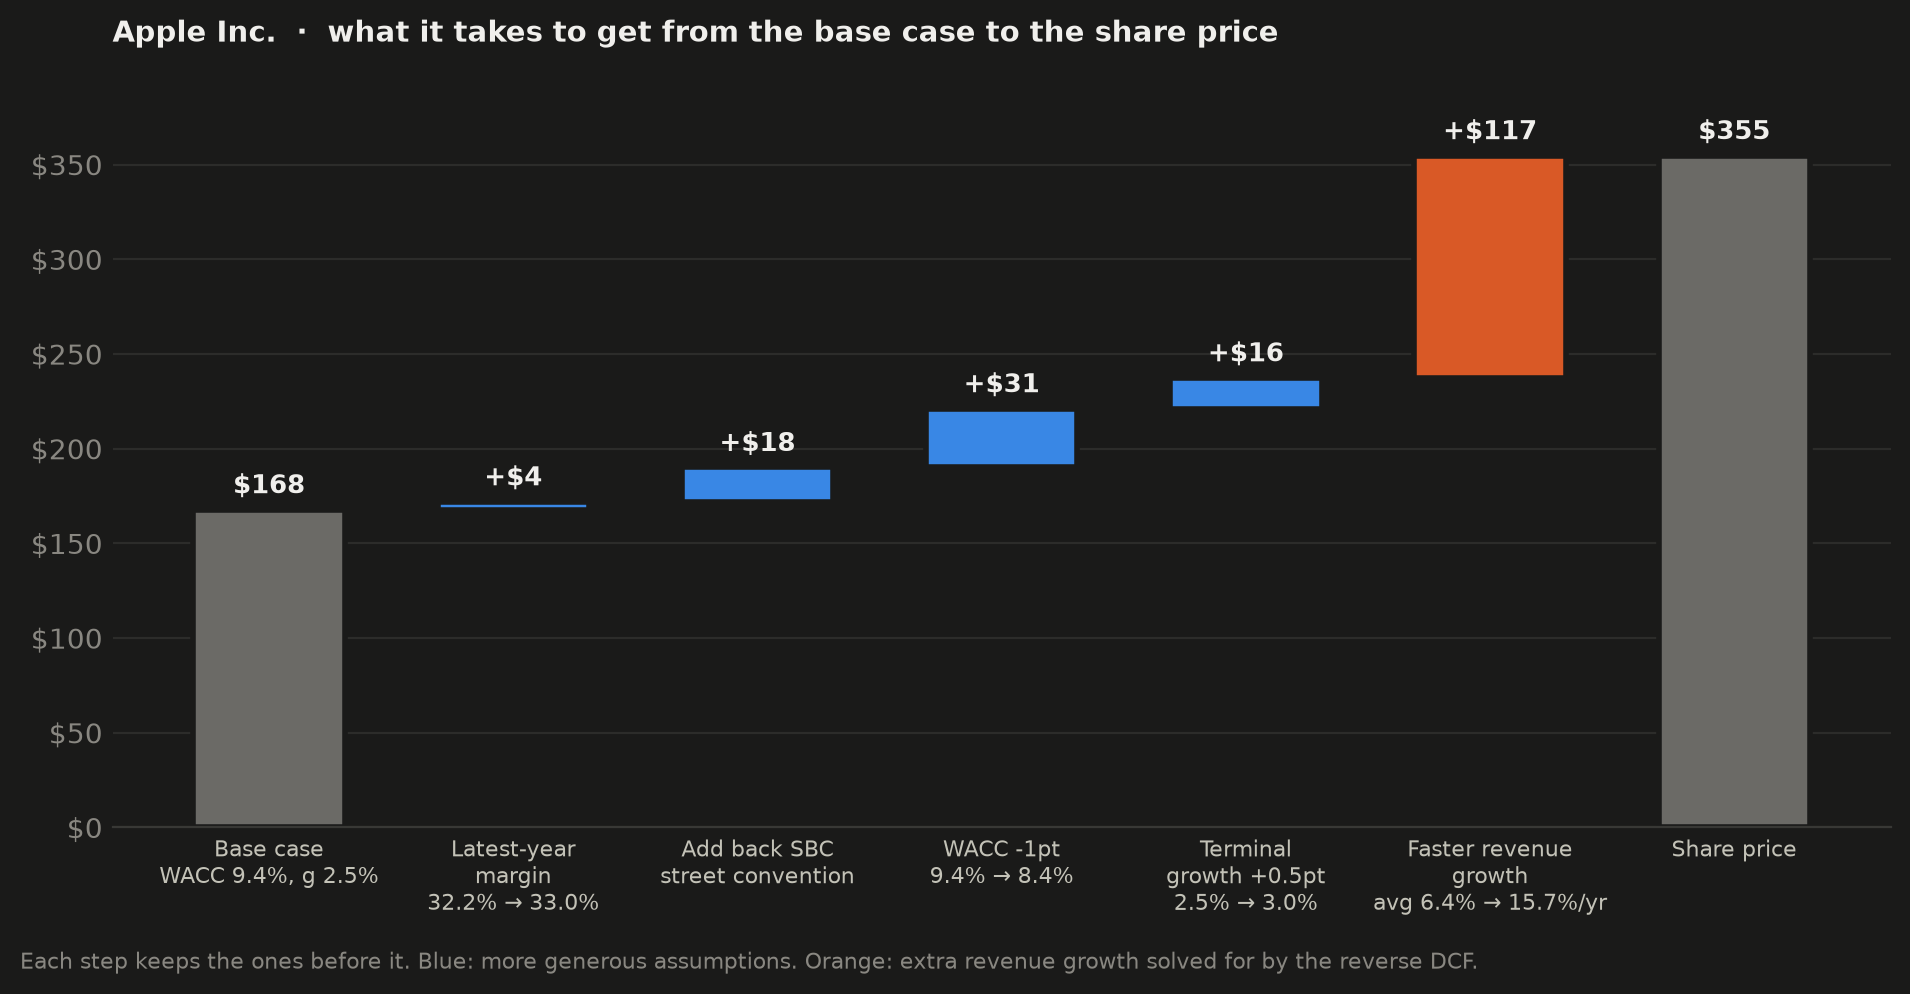 Apple Inc.  ·  what it takes to get from the base case to the share price
+$117
$355
$350
$300
+$16
$250
+$31
+$18
$200
+$4
$168
$150
$100
$50
$0
Base case
WACC 9.4%, g 2.5%
Latest-year
margin
32.2% → 33.0%
Add back SBC
street convention
WACC -1pt
9.4% → 8.4%
Terminal
growth +0.5pt
2.5% → 3.0%
Faster revenue
growth
avg 6.4% → 15.7%/yr
Share price
Each step keeps the ones before it. Blue: more generous assumptions. Orange: extra revenue growth solved for by the reverse DCF.